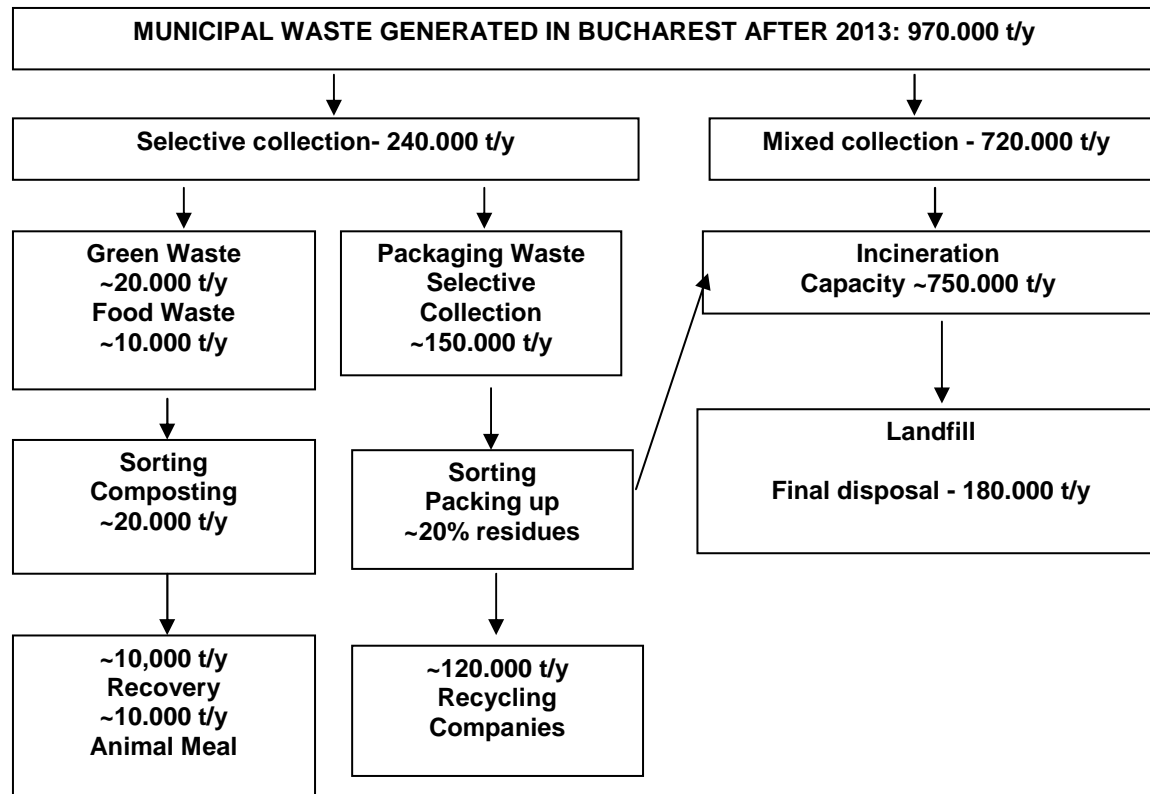 MUNICIPAL WASTE GENERATED IN BUCHAREST AFTER 2013: 970.000 t/y
Selective collection- 240.000 t/y
Mixed collection - 720.000 t/y
Green Waste
~20.000 t/y
Food Waste
~10.000 t/y
Packaging Waste
Selective
Collection
~150.000 t/y
Incineration
Capacity ~750.000 t/y
Sorting
Composting
~20.000 t/y
Sorting
Packing up
~20% residues
Landfill
Final disposal - 180.000 t/y
~10,000 t/y
Recovery
~10.000 t/y
Animal Meal
~120.000 t/y
Recycling
Companies